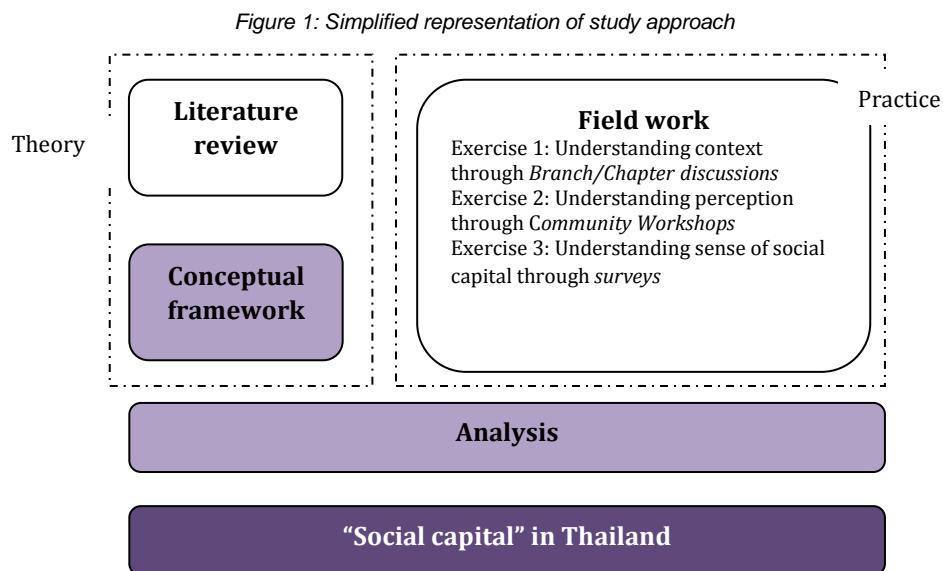 Figure 1: Simplified representation of study approach
Theory
Literature
review
Conceptual
framework
Practice
Field work
Exercise 1: Understanding context
through Branch/Chapter discussions
Exercise 2: Understanding perception
through Community Workshops
Exercise 3: Understanding sense of social
capital through surveys
Analysis
“Social capital” in Thailand